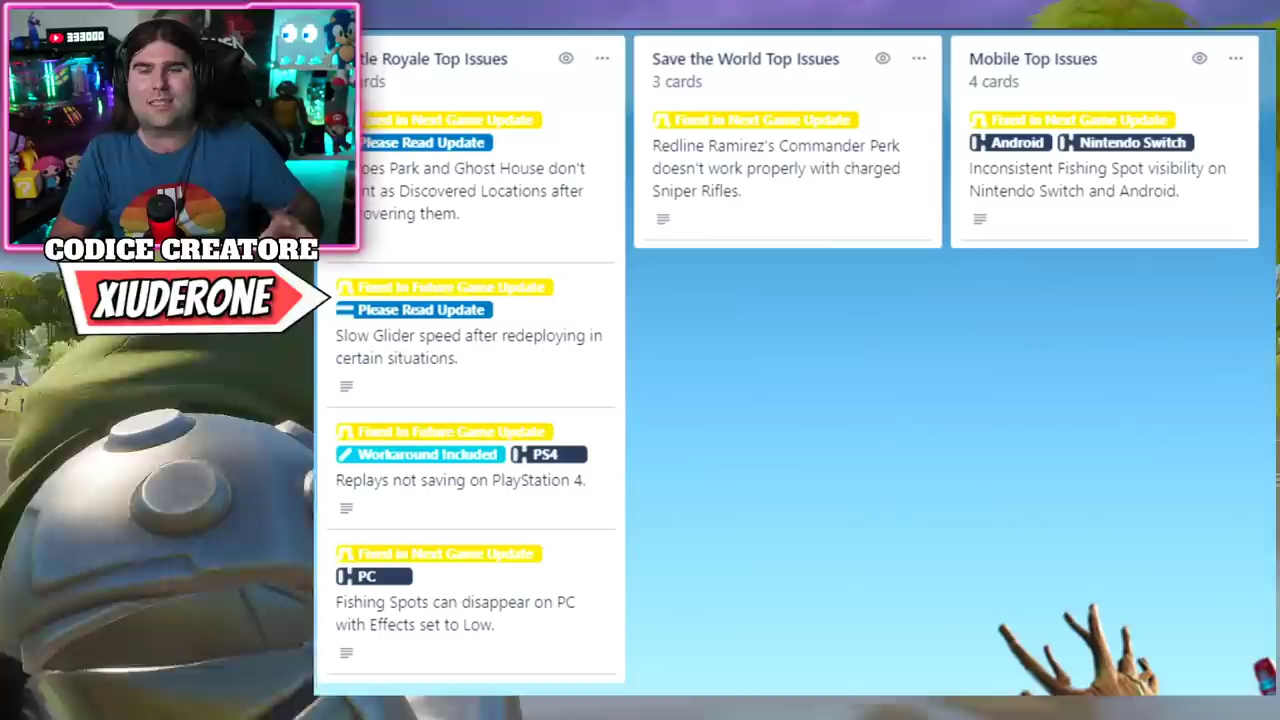 333000
CODICE CREATORE
XIUDERONE
tle Royale Top Issues
rds
Fixed in Next Game Update
Please Read Update
oes Park and Ghost House don't
nt as Discovered Locations after
overing them.
Fixed In Future Game Update
Please Read Update
Slow Glider speed after redeploying in
certain situations.
Fixed In Future Game Update
Workaround Included PS4
Replays not saving on PlayStation 4.
Fixed in Next Game Update
PC
Fishing Spots can disappear on PC
with Effects set to Low.
Save the World Top Issues
3 cards
Fixed in Next Game Update
Redline Ramirez's Commander Perk
doesn't work properly with charged
Sniper Rifles.
Mobile Top Issues
4 cards
Fixed in Next Game Update
Android Nintendo Switch
Inconsistent Fishing Spot visibility on
Nintendo Switch and Android.